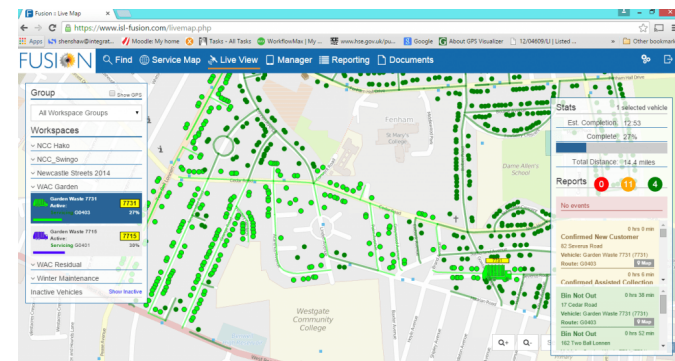 Fusion :: Live Map
https://www.isl-fusion.com/livemap.php
Apps
shenshaw@integrat...
Moodle: My home
Tasks - All Tasks
WorkflowMax | My ...
www.hse.gov.uk/pu...
Google
About GPS Visualizer
12/04609/U | Listed ...
Other bookmark
FUSION
Find
Service Map
Live View
Manager
Reporting
Documents
Group
Show GPS
All Workspace Groups
Workspaces
NCC Hako
NCC_Swingo
Newcastle Streets 2014
WAC Garden
Garden Waste 7731
7731
Active:
Servicing G0403
27%
Garden Waste 7715
7715
Active:
Servicing G0401
WAC Residual
Winter Maintenance
Inactive Vehicles
Show Inactive
Fenham
St Mary's
Dame Allen's
School
Westgate
Community
College
Stats
1 selected vehicle
Est. Completion: 12:53
Complete: 27%
Total Distance: 14.4 miles
Reports
0
11
4
No events
0 hrs 0 min
Confirmed New Customer
Vehicle: Garden Waste 7731 (7731)
Route: G0403
Map
0 hrs 0 min
Confirmed Assisted Collection
Bin Not Out
0 hrs 38 min
17 Cedar Road
Vehicle: Garden Waste 7731 (7731)
Route: G0403
Map
Bin Not Out
0 hrs 52 min
162 Two Ball Lonnen